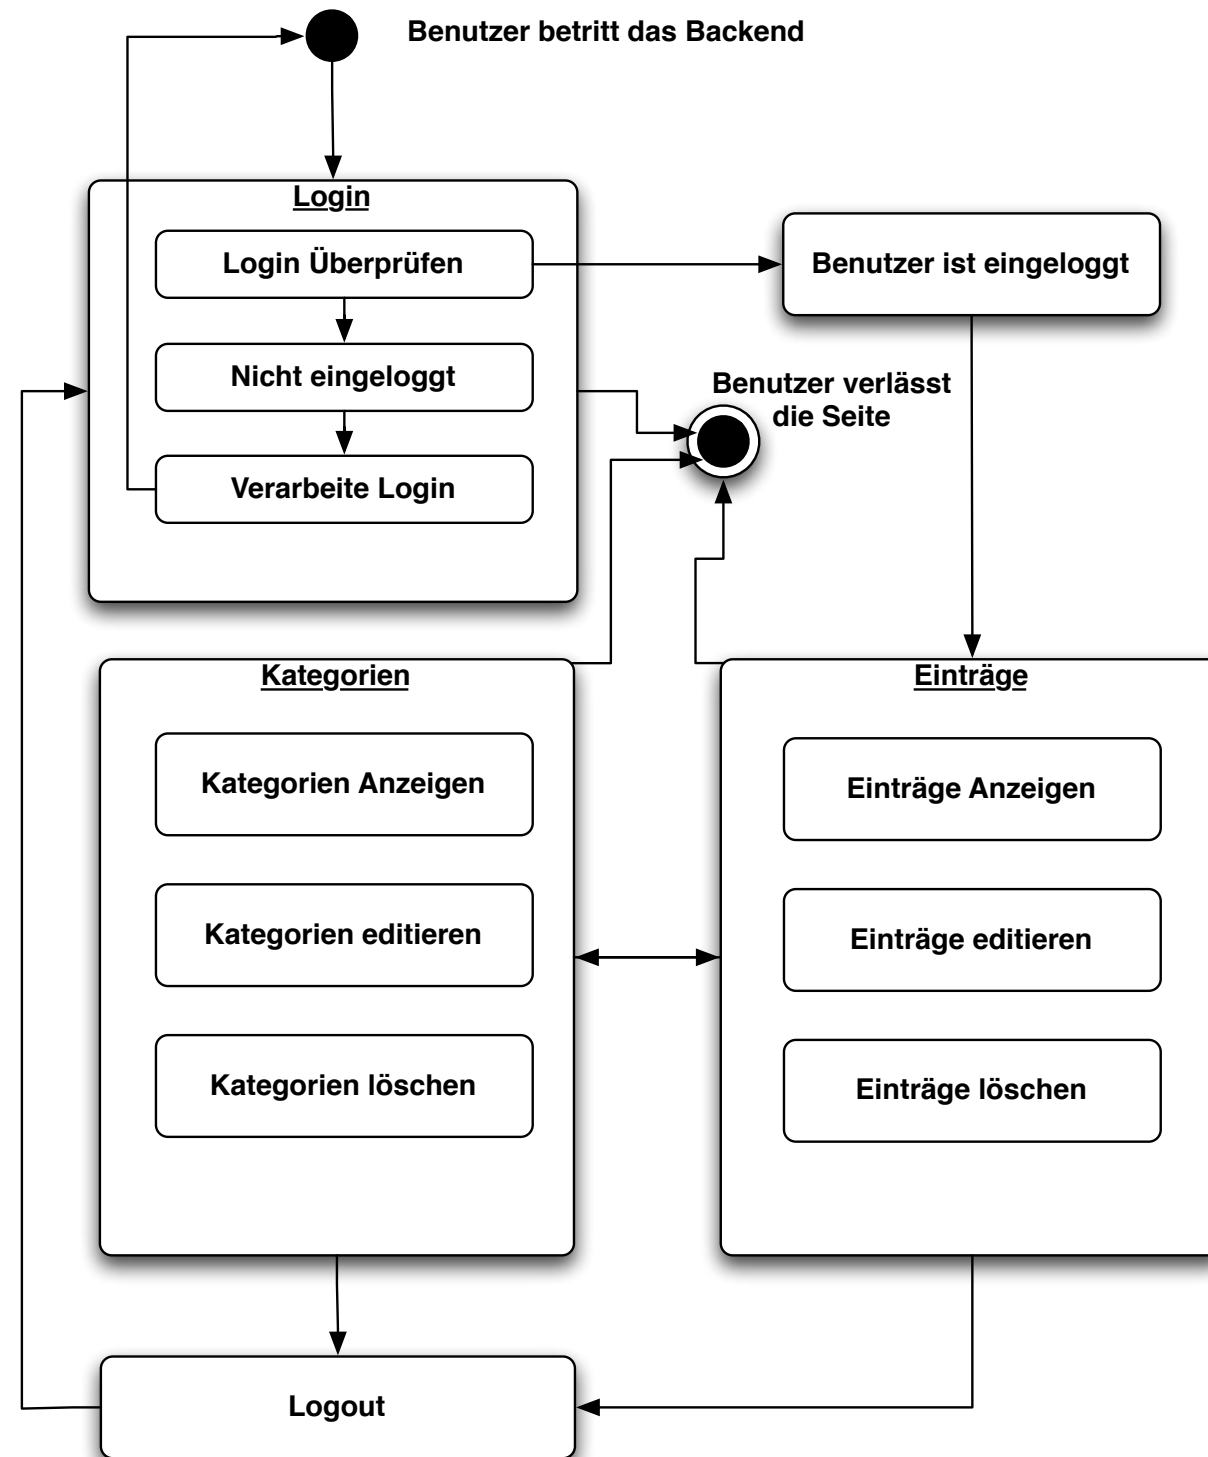 Benutzer betritt das Backend
Login
Login Überprüfen
Benutzer ist eingeloggt
Nicht eingeloggt
Benutzer verlässt
die Seite
Verarbeite Login
Kategorien
Einträge
Kategorien Anzeigen
Einträge Anzeigen
Kategorien editieren
Einträge editieren
Kategorien löschen
Einträge löschen
Logout